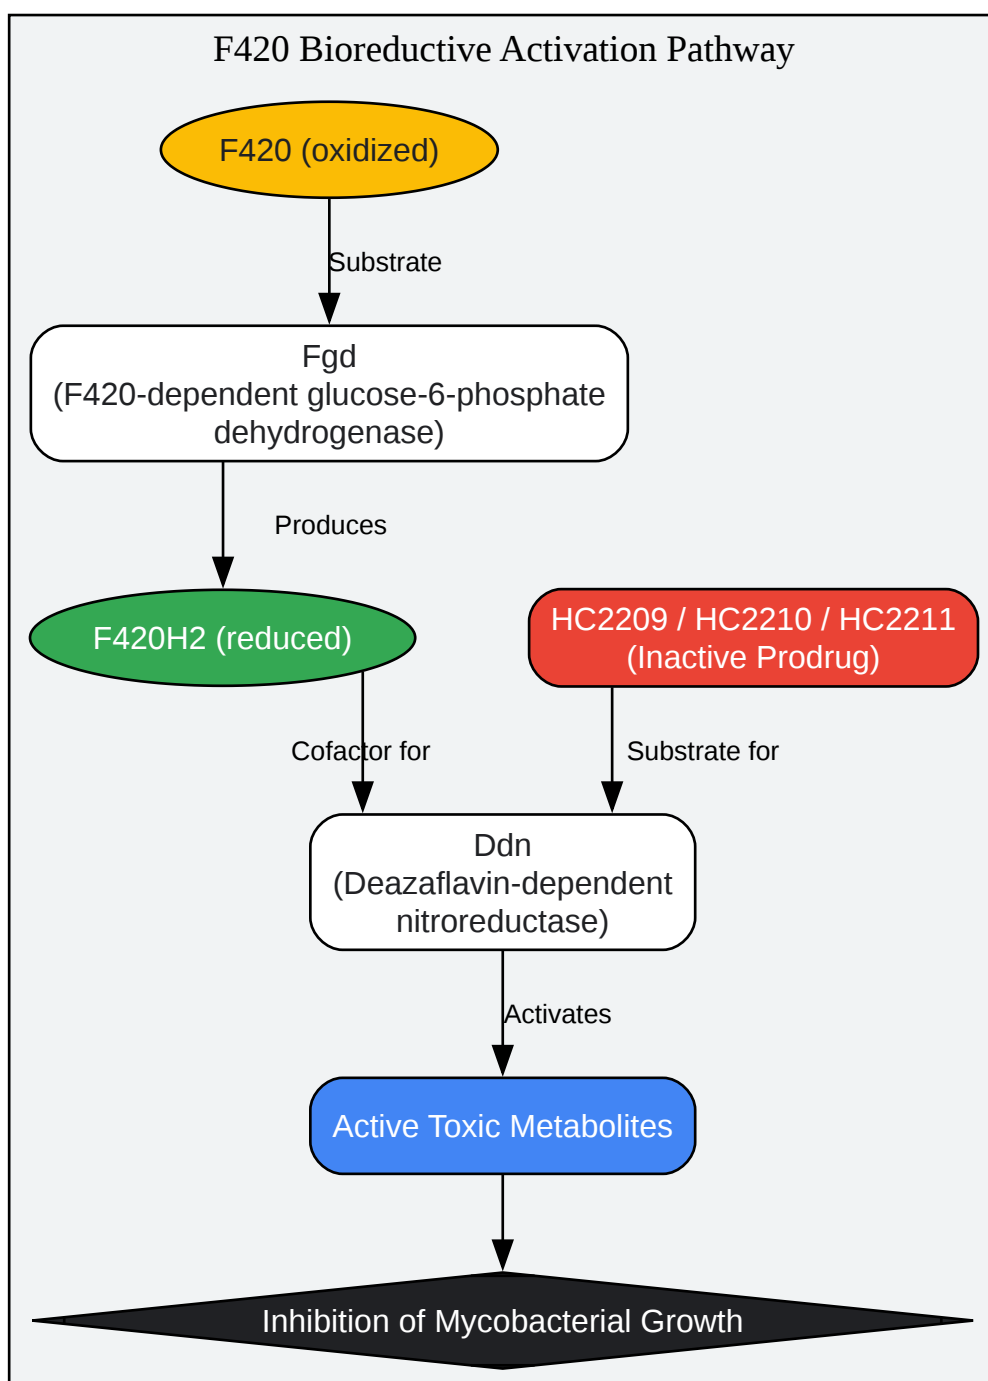 F420 Bioreductive Activation Pathway
F420 (oxidized)
Substrate
Fgd
(F420-dependent glucose-6-phosphate
dehydrogenase)
Produces
F420H2 (reduced)
HC2209 / HC2210 / HC2211
(Inactive Prodrug)
Cofactor for
Substrate for
Ddn
(Deazaflavin-dependent
nitroreductase)
Activates
Active Toxic Metabolites
Inhibition of Mycobacterial Growth